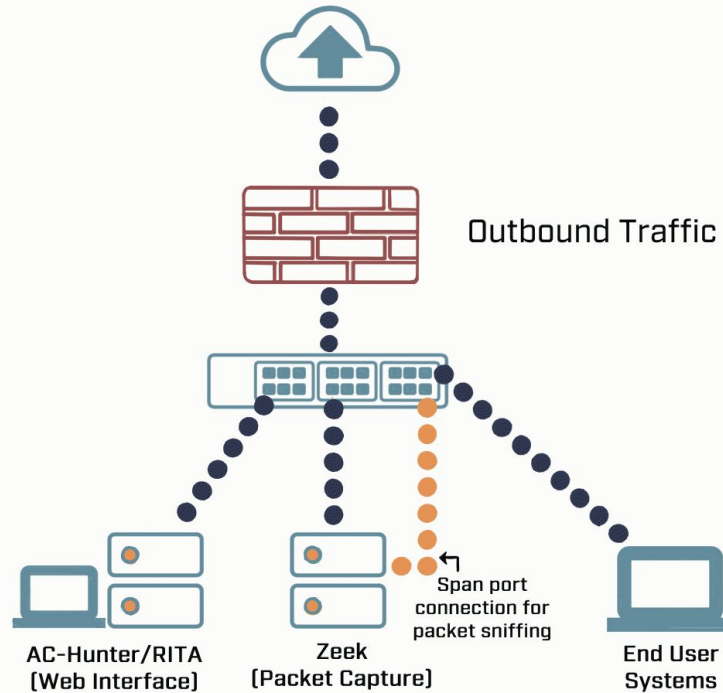 Outbound Traffic
Span port
connection for
packet sniffing
AC-Hunter/RITA
(Web Interface)
Zeek
(Packet Capture)
End User
Systems